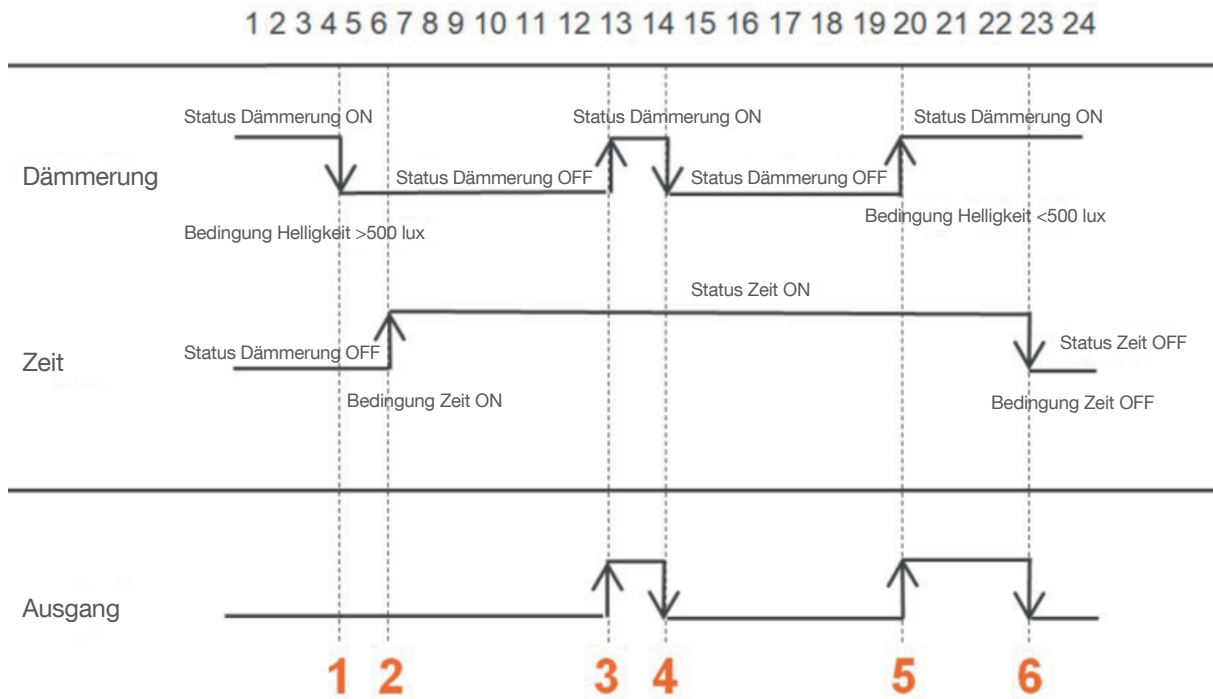 1 2 3 4 5 6 7 8 9 10 11 12 13 14 15 16 17 18 19 20 21 22 23 24
Status Dämmerung ON
Status Dämmerung ON
Status Dämmerung ON
Dämmerung
Status Dämmerung OFF
Status Dämmerung OFF
Bedingung Helligkeit >500 lux
Bedingung Helligkeit <500 lux
Status Zeit ON
Zeit
Status Dämmerung OFF
Status Zeit OFF
Bedingung Zeit ON
Bedingung Zeit OFF
Ausgang
1 2 3 4 5 6